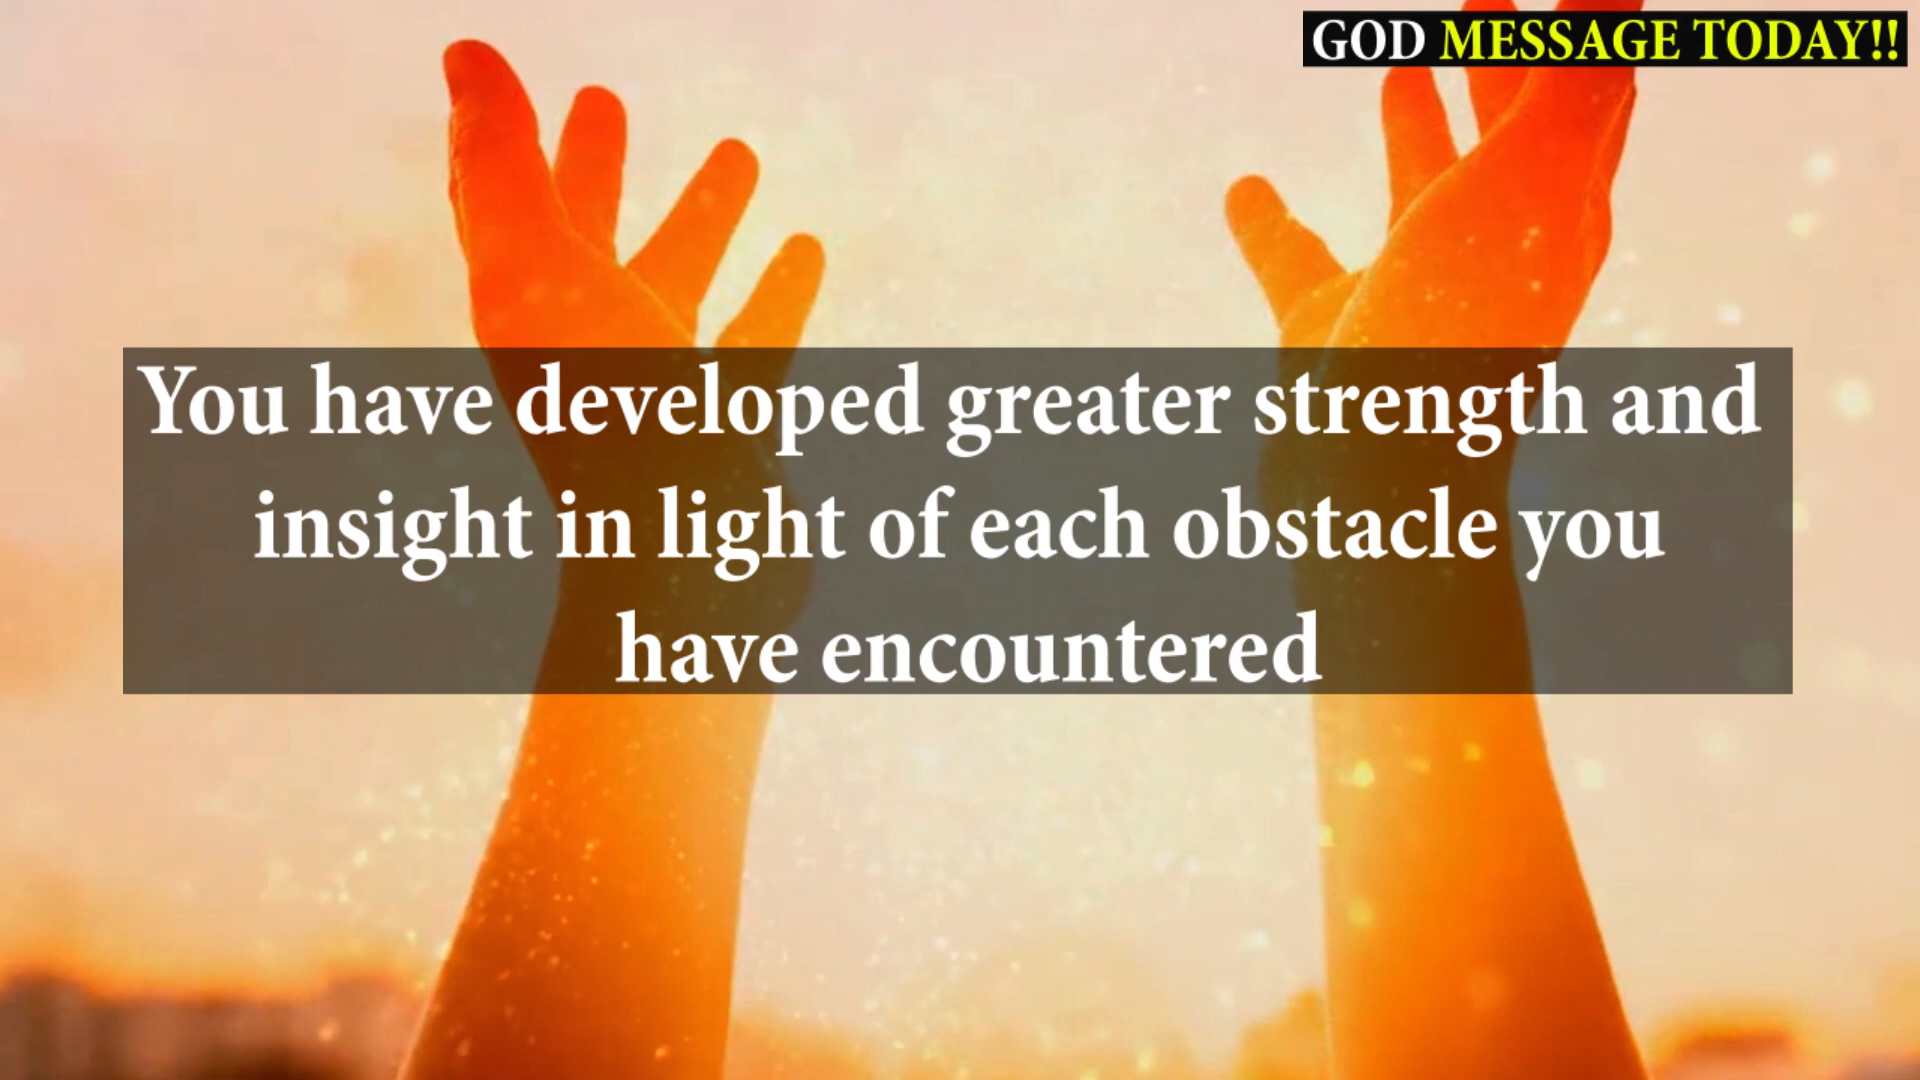 GOD MESSAGE TODAY!!
You have developed greater strength and
insight in light of each obstacle you
have encountered